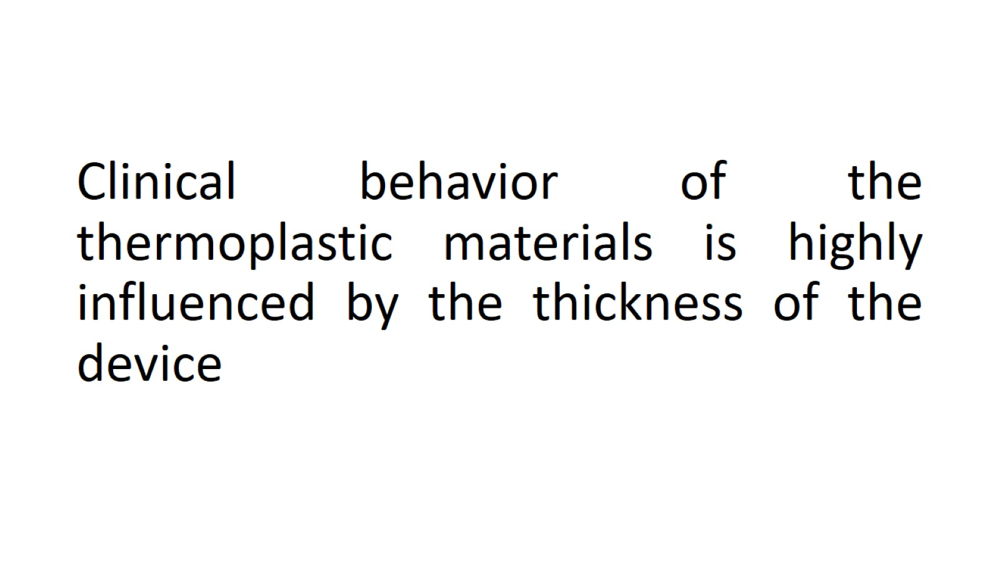 Clinical behavior of the
thermoplastic materials is highly
influenced by the thickness of the
device